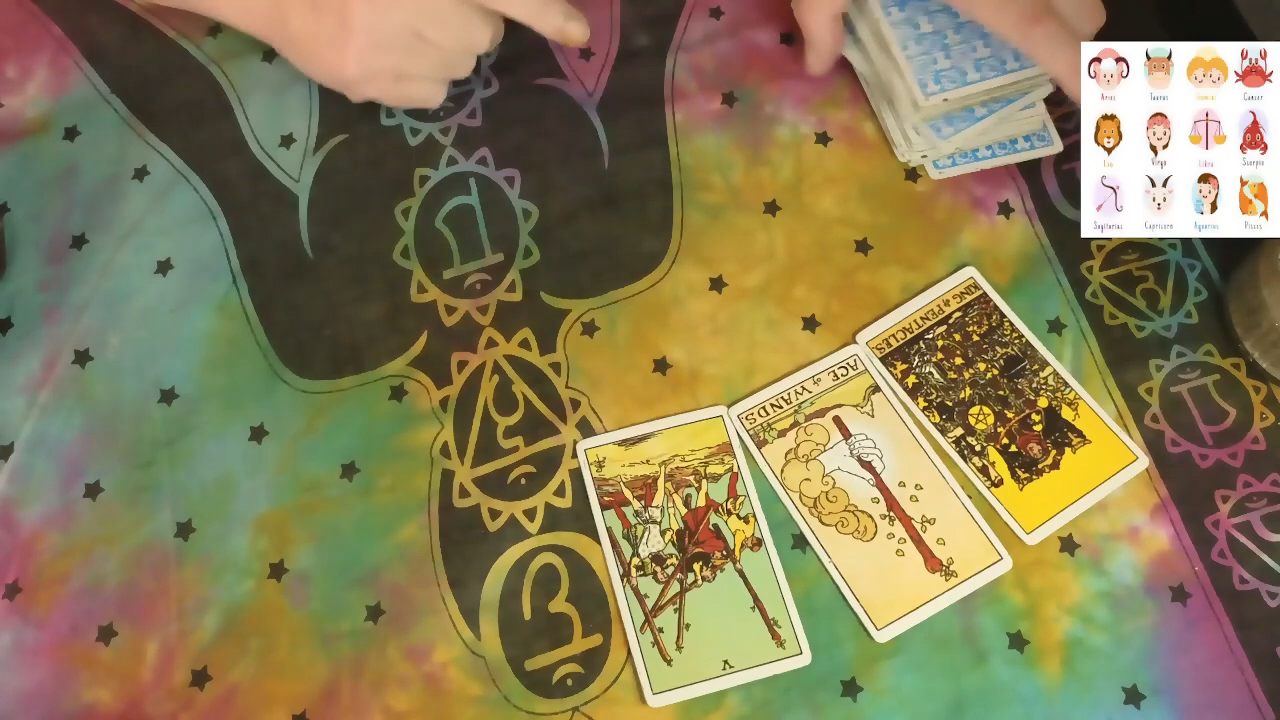 Aries Taurus Gemini Cancer
Leo Virgo Libra Scorpio
Sagittarius Capricorn Aquarius Pisces
KING of PENTACLES.
ACE of WANDS.
V